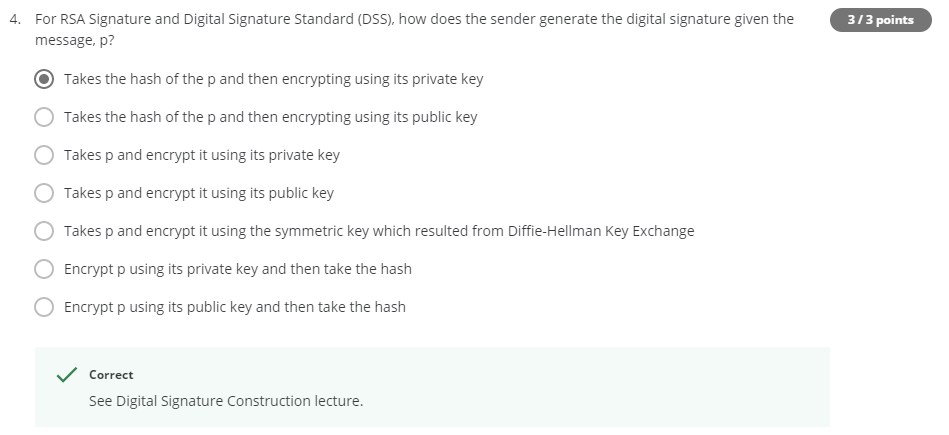 4. For RSA Signature and Digital Signature Standard (DSS), how does the sender generate the digital signature given the
message, p?
3 / 3 points
Takes the hash of the p and then encrypting using its private key
Takes the hash of the p and then encrypting using its public key
Takes p and encrypt it using its private key
Takes p and encrypt it using its public key
Takes p and encrypt it using the symmetric key which resulted from Diffie-Hellman Key Exchange
Encrypt p using its private key and then take the hash
Encrypt p using its public key and then take the hash
Correct
See Digital Signature Construction lecture.